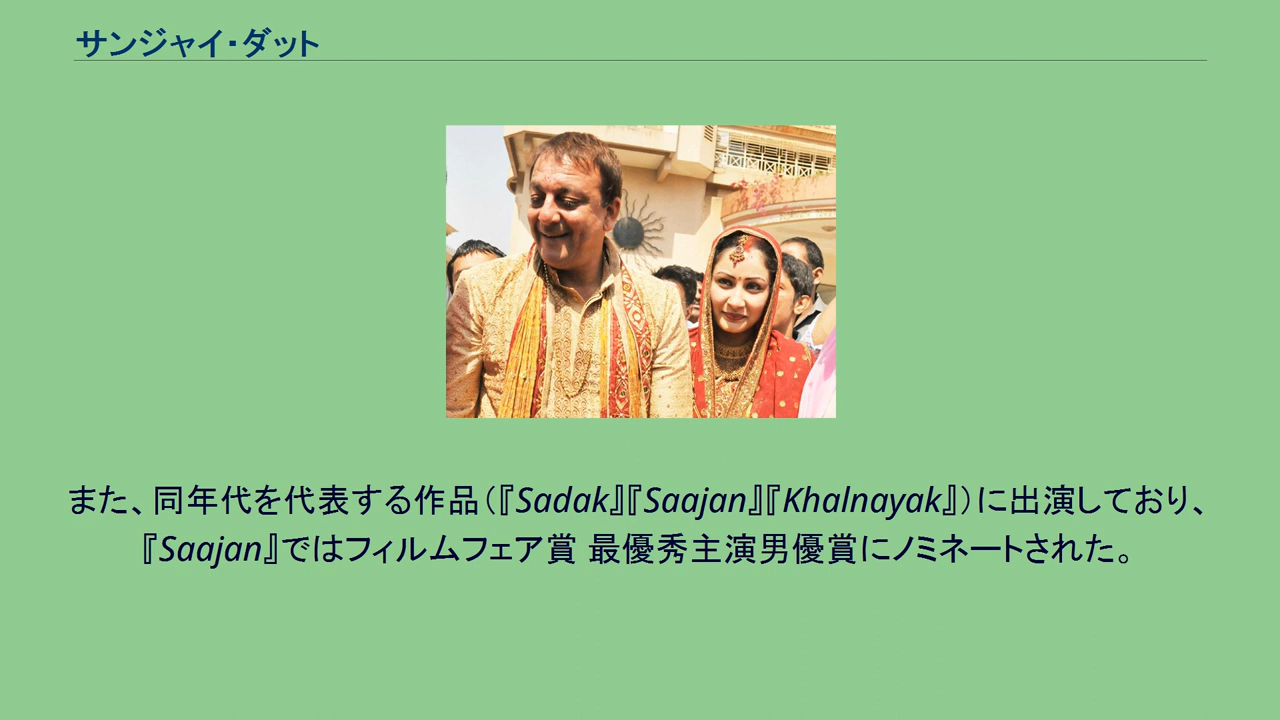 サンジャイ・ダット
また、同年代を代表する作品（『Sadak』『Saajan』『Khalnayak』）に出演しており、
『Saajan』ではフィルムフェア賞 最優秀主演男優賞にノミネートされた。